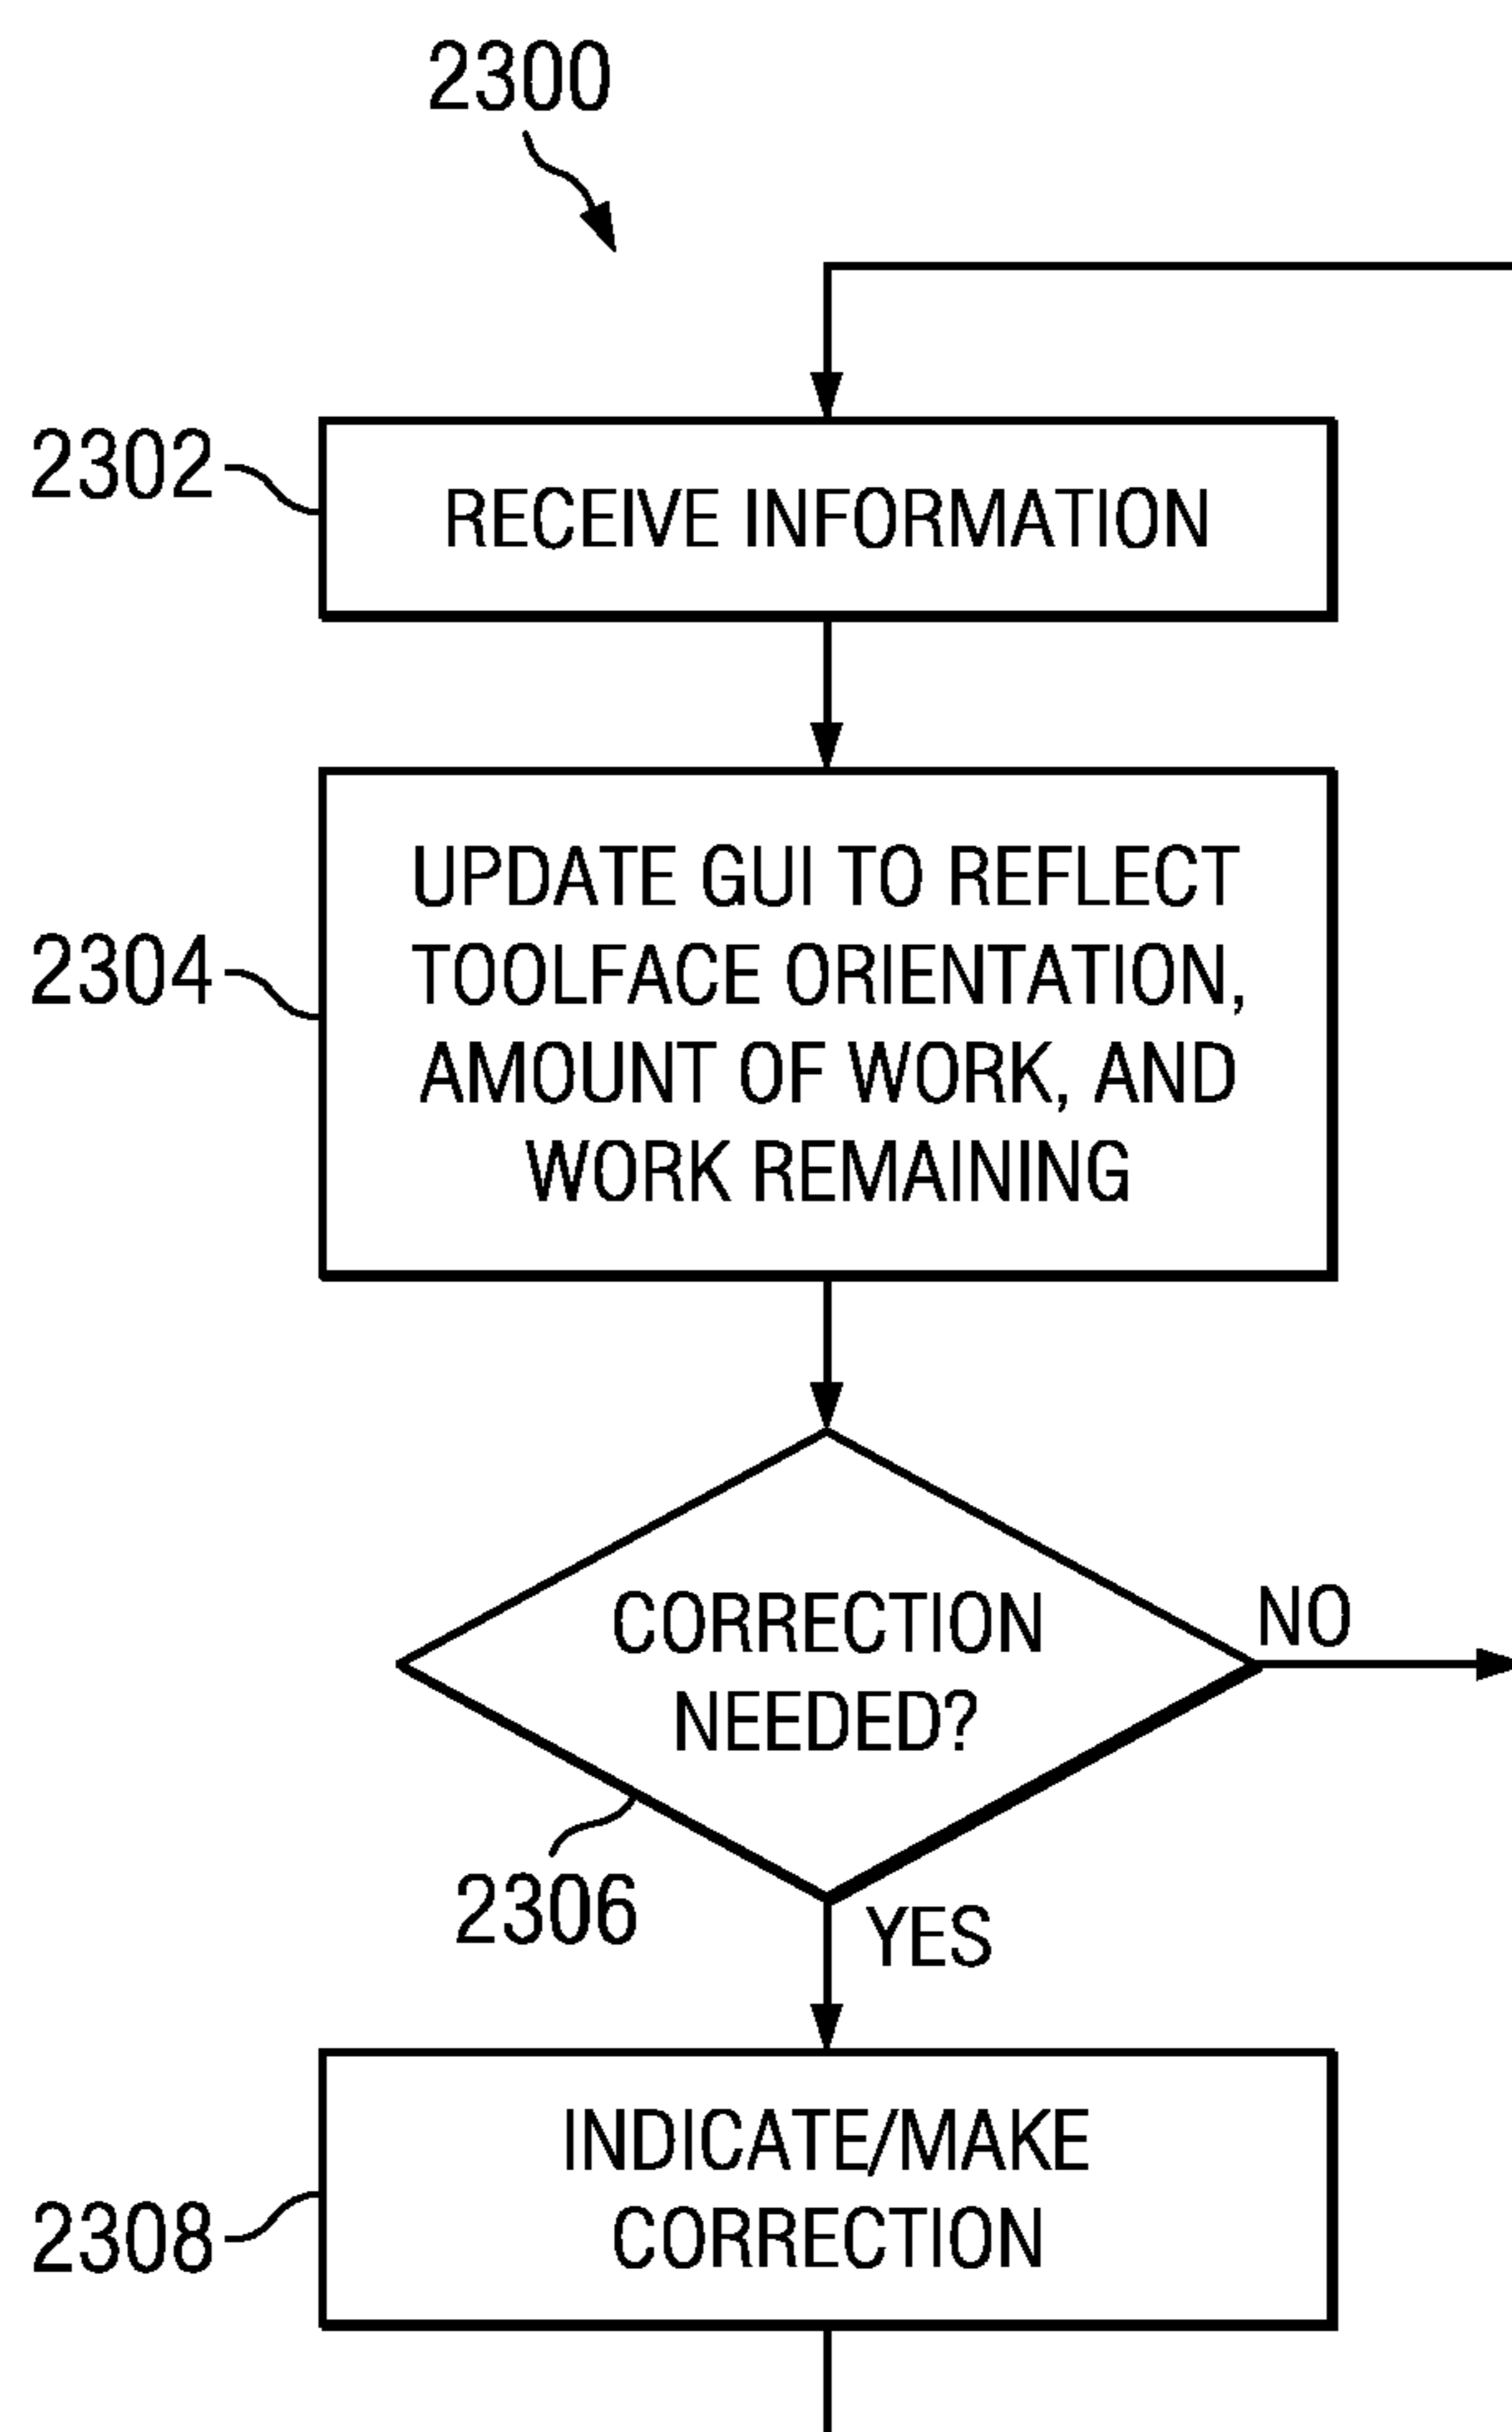 2300
2302
RECEIVE INFORMATION
UPDATE GUI TO REFLECT
2304
TOOLFACE ORIENTATION,
AMOUNT OF WORK, AND
WORK REMAINING
CORRECTION
NO
NEEDED?
2306
YES
INDICATE/MAKE
2308
CORRECTION